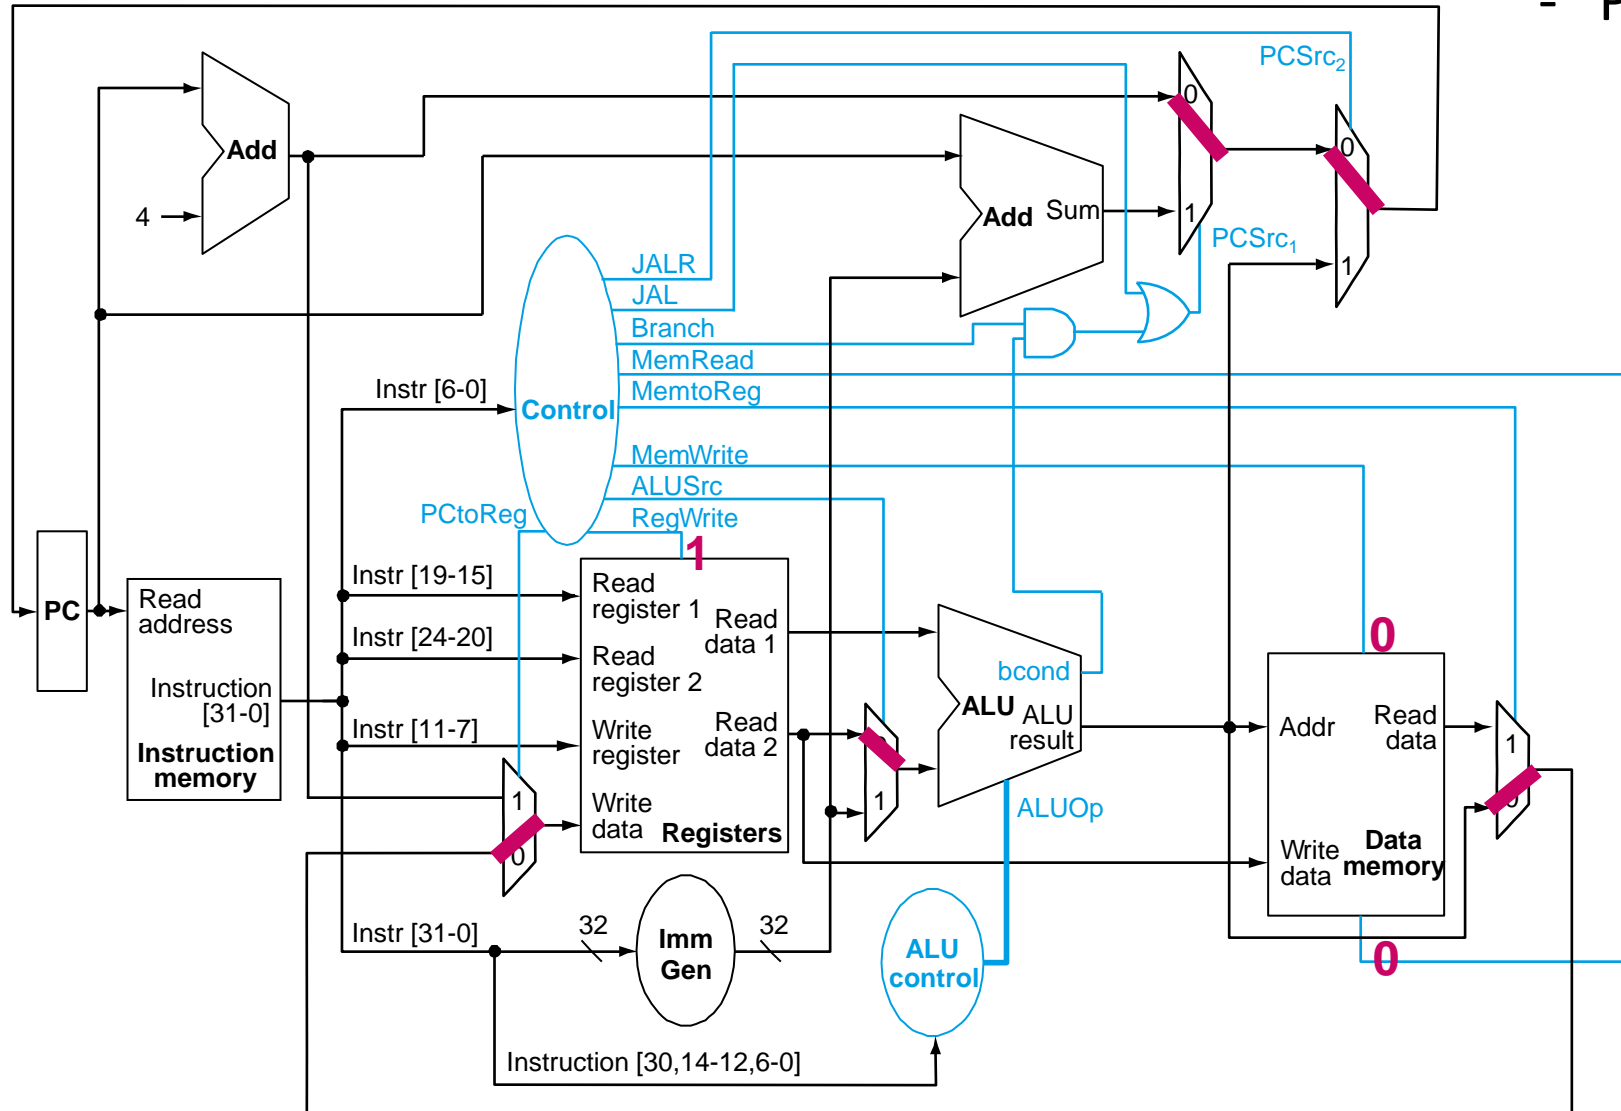 - P
PCSrc2
0
0
Add
4
Add Sum
1
PCSrc1
1
JALR
JAL
Branch
MemRead
MemtoReg
Instr [6-0]
Control
MemWrite
ALUSrc
PCtoReg
RegWrite
1
PC
Read
address
Instruction
[31-0]
Instruction
memory
Instr [19-15]
Instr [24-20]
Instr [11-7]
Read
register 1
Read
register 2
Write
register
Write
data
Read
data 1
Read
data 2
Registers
1
0
1
bcond
ALU
ALU
result
ALUOp
0
Addr
Read
data
Write
data
Data
memory
0
1
Instr [31-0]
32
Imm
Gen
32
ALU
control
Instruction [30,14-12,6-0]